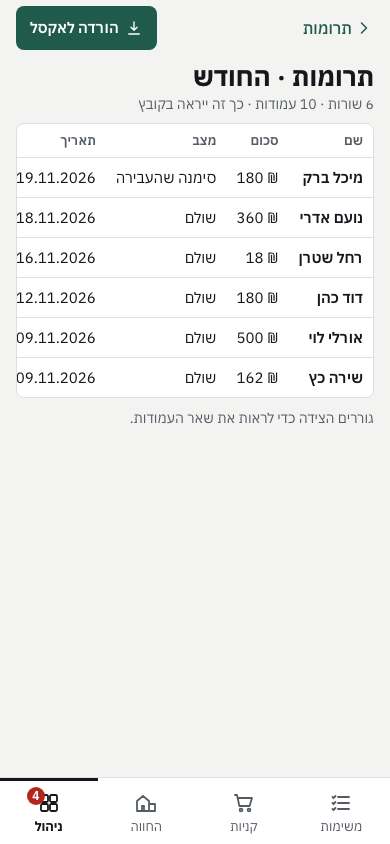 תרומות
הורדה לאקסל
תרומות · החודש
6 שורות · 10 עמודות · כך זה ייראה בקובץ
שם סכום מצב תאריך
מיכל ברק 180 ₪ סימנה שהעבירה 19.11.2026
נועם אדרי 360 ₪ שולם 18.11.2026
רחל שטרן 18 ₪ שולם 16.11.2026
דוד כהן 180 ₪ שולם 12.11.2026
אורלי לוי 500 ₪ שולם 09.11.2026
שירה כץ 162 ₪ שולם 09.11.2026
גוררים הצידה כדי לראות את שאר העמודות.
משימות קניות החווה ניהול 4